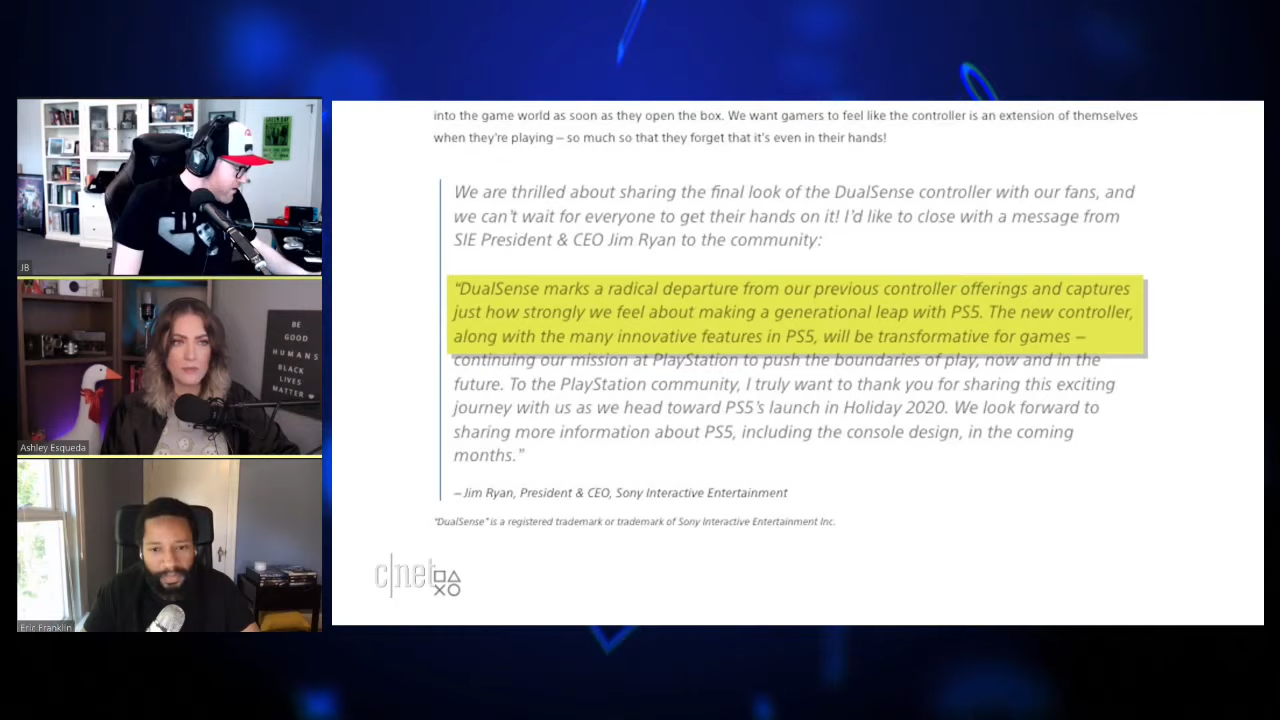 into the game world as soon as they open the box. We want gamers to feel like the controller is an extension of themselves
when they're playing – so much so that they forget that it's even in their hands!
We are thrilled about sharing the final look of the DualSense controller with our fans, and
we can't wait for everyone to get their hands on it! I'd like to close with a message from
SIE President & CEO Jim Ryan to the community:
"DualSense marks a radical departure from our previous controller offerings and captures
just how strongly we feel about making a generational leap with PS5. The new controller,
along with the many innovative features in PS5, will be transformative for games –
continuing our mission at PlayStation to push the boundaries of play, now and in the
future. To the PlayStation community, I truly want to thank you for sharing this exciting
journey with us as we head toward PS5's launch in Holiday 2020. We look forward to
sharing more information about PS5, including the console design, in the coming
months."
– Jim Ryan, President & CEO, Sony Interactive Entertainment
"DualSense" is a registered trademark or trademark of Sony Interactive Entertainment Inc.
c|net
JB
BE
GOOD
HUMANS
BLACK
LIVES
MATTER
Ashley Esqueda
Eric Franklin